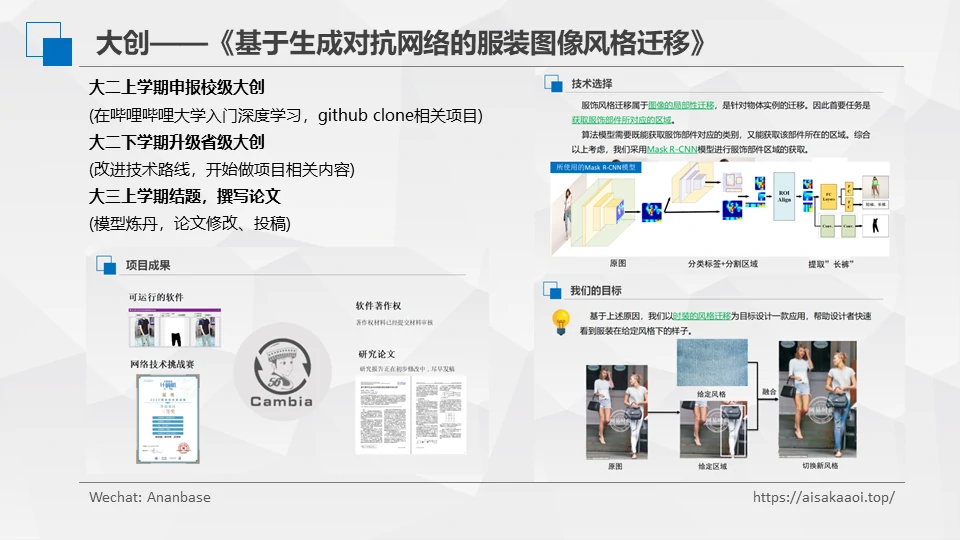 大创——《基于生成对抗网络的服装图像风格迁移》
大二上学期申报校级大创
(在哔哩哔哩大学入门深度学习，github clone相关项目)
大二下学期升级省级大创
(改进技术路线，开始做项目相关内容)
大三上学期结题，撰写论文
(模型炼丹，论文修改、投稿)
项目成果
可运行的软件
网络技术挑战赛
56
Cambia
软件著作权
著作权材料已经提交材料审核
研究论文
研究报告正在初步修改中，尽早发稿
技术选择
服饰风格迁移属于图像的局部性迁移，是针对物体实例的迁移。因此首要任务是
获取服饰部件所对应的区域。
算法模型需要既能获取服饰部件对应的类别，又能获取该部件所在的区域。综合
以上考虑，我们采用Mask R-CNN模型进行服饰部件区域的获取。
所使用的Mask R-CNN模型
ROI
Align
FC
Layers
FC
FC
短袖，长裤
Conv.
Conv.
原图
分类标签+分割区域
提取”长裤”
我们的目标
基于上述原因，我们以时装的风格迁移为目标设计一款应用，帮助设计者快速
看到服装在给定风格下的样子。
给定风格
融合
原图
给定区域
切换新风格
Wechat: Ananbase
https://aisakaaoi.top/